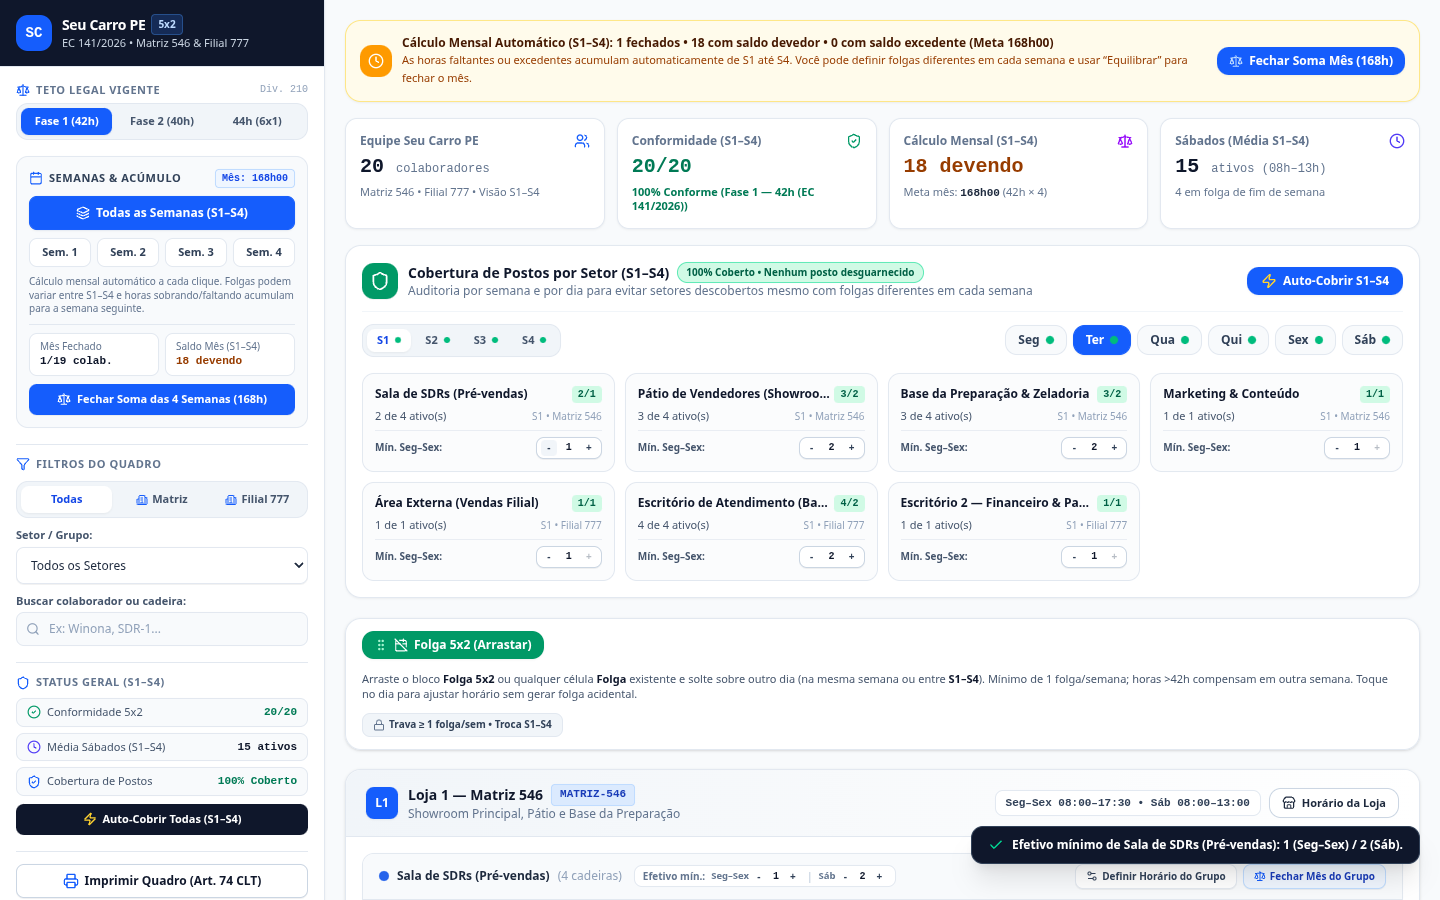 SC
Seu Carro PE 5x2
EC 141/2026 • Matriz 546 & Filial 777
TETO LEGAL VIGENTE Div. 210
Fase 1 (42h) Fase 2 (40h) 44h (6x1)
SEMANAS & ACÚMULO Mês: 168h00
Todas as Semanas (S1–S4)
Sem. 1 Sem. 2 Sem. 3 Sem. 4
Cálculo mensal automático a cada clique. Folgas podem
variar entre S1–S4 e horas sobrando/faltando acumulam
para a semana seguinte.
Mês Fechado Saldo Mês (S1–S4)
1/19 colab. 18 devendo
Fechar Soma das 4 Semanas (168h)
FILTROS DO QUADRO
Todas Matriz Filial 777
Setor / Grupo:
Todos os Setores
Buscar colaborador ou cadeira:
Ex: Winona, SDR-1...
STATUS GERAL (S1–S4)
Conformidade 5x2 20/20
Média Sábados (S1–S4) 15 ativos
Cobertura de Postos 100% Coberto
Auto-Cobrir Todas (S1–S4)
Imprimir Quadro (Art. 74 CLT)
Cálculo Mensal Automático (S1–S4): 1 fechados • 18 com saldo devedor • 0 com saldo excedente (Meta 168h00)
As horas faltantes ou excedentes acumulam automaticamente de S1 até S4. Você pode definir folgas diferentes em cada semana e usar “Equilibrar” para
fechar o mês.
Fechar Soma Mês (168h)
Equipe Seu Carro PE
20 colaboradores
Matriz 546 • Filial 777 • Visão S1–S4
Conformidade (S1–S4)
20/20
100% Conforme (Fase 1 — 42h (EC
141/2026))
Cálculo Mensal (S1–S4)
18 devendo
Meta mês: 168h00 (42h × 4)
Sábados (Média S1–S4)
15 ativos (08h–13h)
4 em folga de fim de semana
Cobertura de Postos por Setor (S1–S4) 100% Coberto • Nenhum posto desguarnecido
Auditoria por semana e por dia para evitar setores descobertos mesmo com folgas diferentes em cada semana
Auto-Cobrir S1–S4
S1 S2 S3 S4
Seg Ter Qua Qui Sex Sáb
Sala de SDRs (Pré-vendas) 2/1
2 de 4 ativo(s) S1 • Matriz 546
Mín. Seg–Sex: - 1 +
Pátio de Vendedores (Showroo... 3/2
3 de 4 ativo(s) S1 • Matriz 546
Mín. Seg–Sex: - 2 +
Base da Preparação & Zeladoria 3/2
3 de 4 ativo(s) S1 • Matriz 546
Mín. Seg–Sex: - 2 +
Marketing & Conteúdo 1/1
1 de 1 ativo(s) S1 • Matriz 546
Mín. Seg–Sex: - 1 +
Área Externa (Vendas Filial) 1/1
1 de 1 ativo(s) S1 • Filial 777
Mín. Seg–Sex: - 1 +
Escritório de Atendimento (Ba... 4/2
4 de 4 ativo(s) S1 • Filial 777
Mín. Seg–Sex: - 2 +
Escritório 2 — Financeiro & Pa... 1/1
1 de 1 ativo(s) S1 • Filial 777
Mín. Seg–Sex: - 1 +
Folga 5x2 (Arrastar)
Arraste o bloco Folga 5x2 ou qualquer célula Folga existente e solte sobre outro dia (na mesma semana ou entre S1–S4). Mínimo de 1 folga/semana; horas >42h compensam em outra semana. Toque
no dia para ajustar horário sem gerar folga acidental.
Trava ≥ 1 folga/sem • Troca S1–S4
L1
Loja 1 — Matriz 546 MATRIZ-546
Showroom Principal, Pátio e Base da Preparação
Seg–Sex 08:00–17:30 • Sáb 08:00–13:00 Horário da Loja
Efetivo mínimo de Sala de SDRs (Pré-vendas): 1 (Seg–Sex) / 2 (Sáb).
Sala de SDRs (Pré-vendas) (4 cadeiras) Efetivo mín.: Seg–Sex - 1 + | Sáb - 2 +
Definir Horário do Grupo Fechar Mês do Grupo